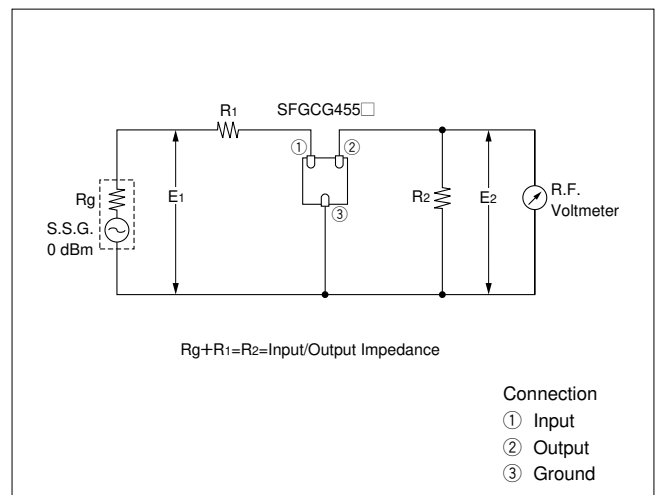 R1 SFGCG455□
① ②
Rg E1 R2 E2 R.F.
Voltmeter
③
S.S.G.
0 dBm
Rg+R1=R2=Input/Output Impedance
Connection
① Input
② Output
③ Ground